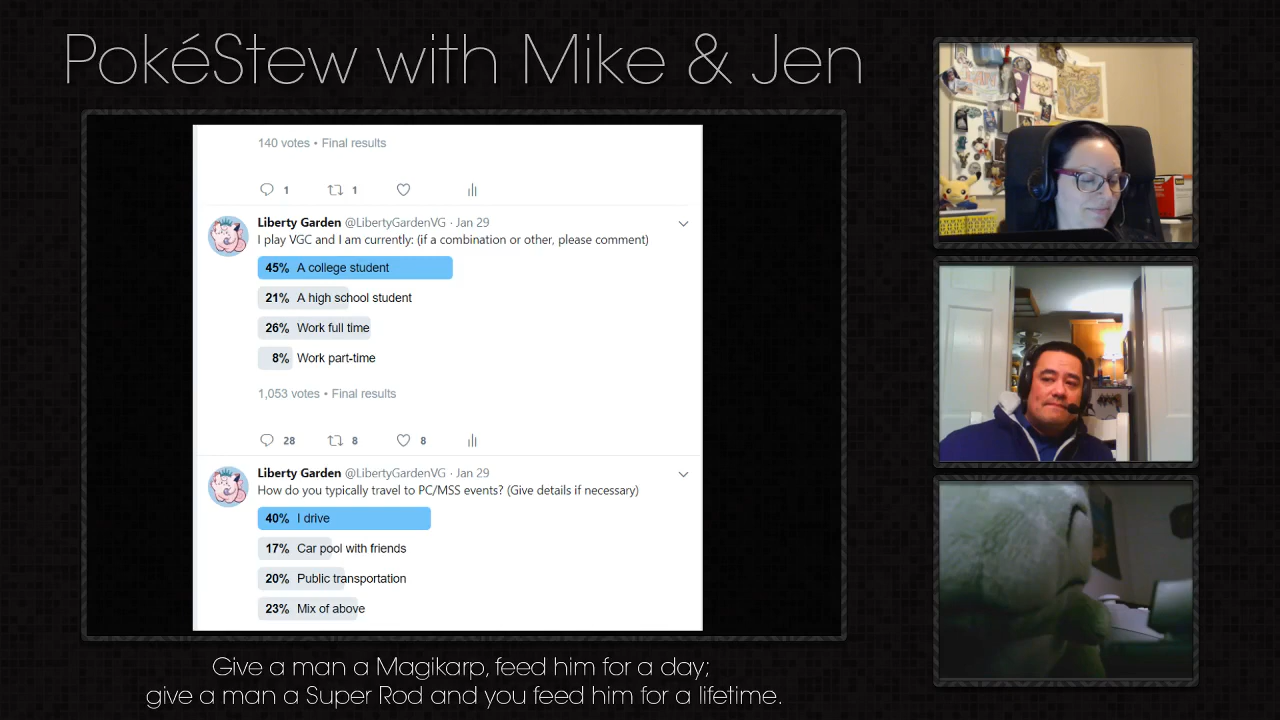 PokéStew with Mike & Jen
140 votes • Final results
1 1
Liberty Garden @LibertyGardenVG · Jan 29
I play VGC and I am currently: (if a combination or other, please comment)
45% A college student
21% A high school student
26% Work full time
8% Work part-time
1,053 votes • Final results
28 8 8
Liberty Garden @LibertyGardenVG · Jan 29
How do you typically travel to PC/MSS events? (Give details if necessary)
40% I drive
17% Car pool with friends
20% Public transportation
23% Mix of above
Give a man a Magikarp, feed him for a day;
give a man a Super Rod and you feed him for a lifetime.